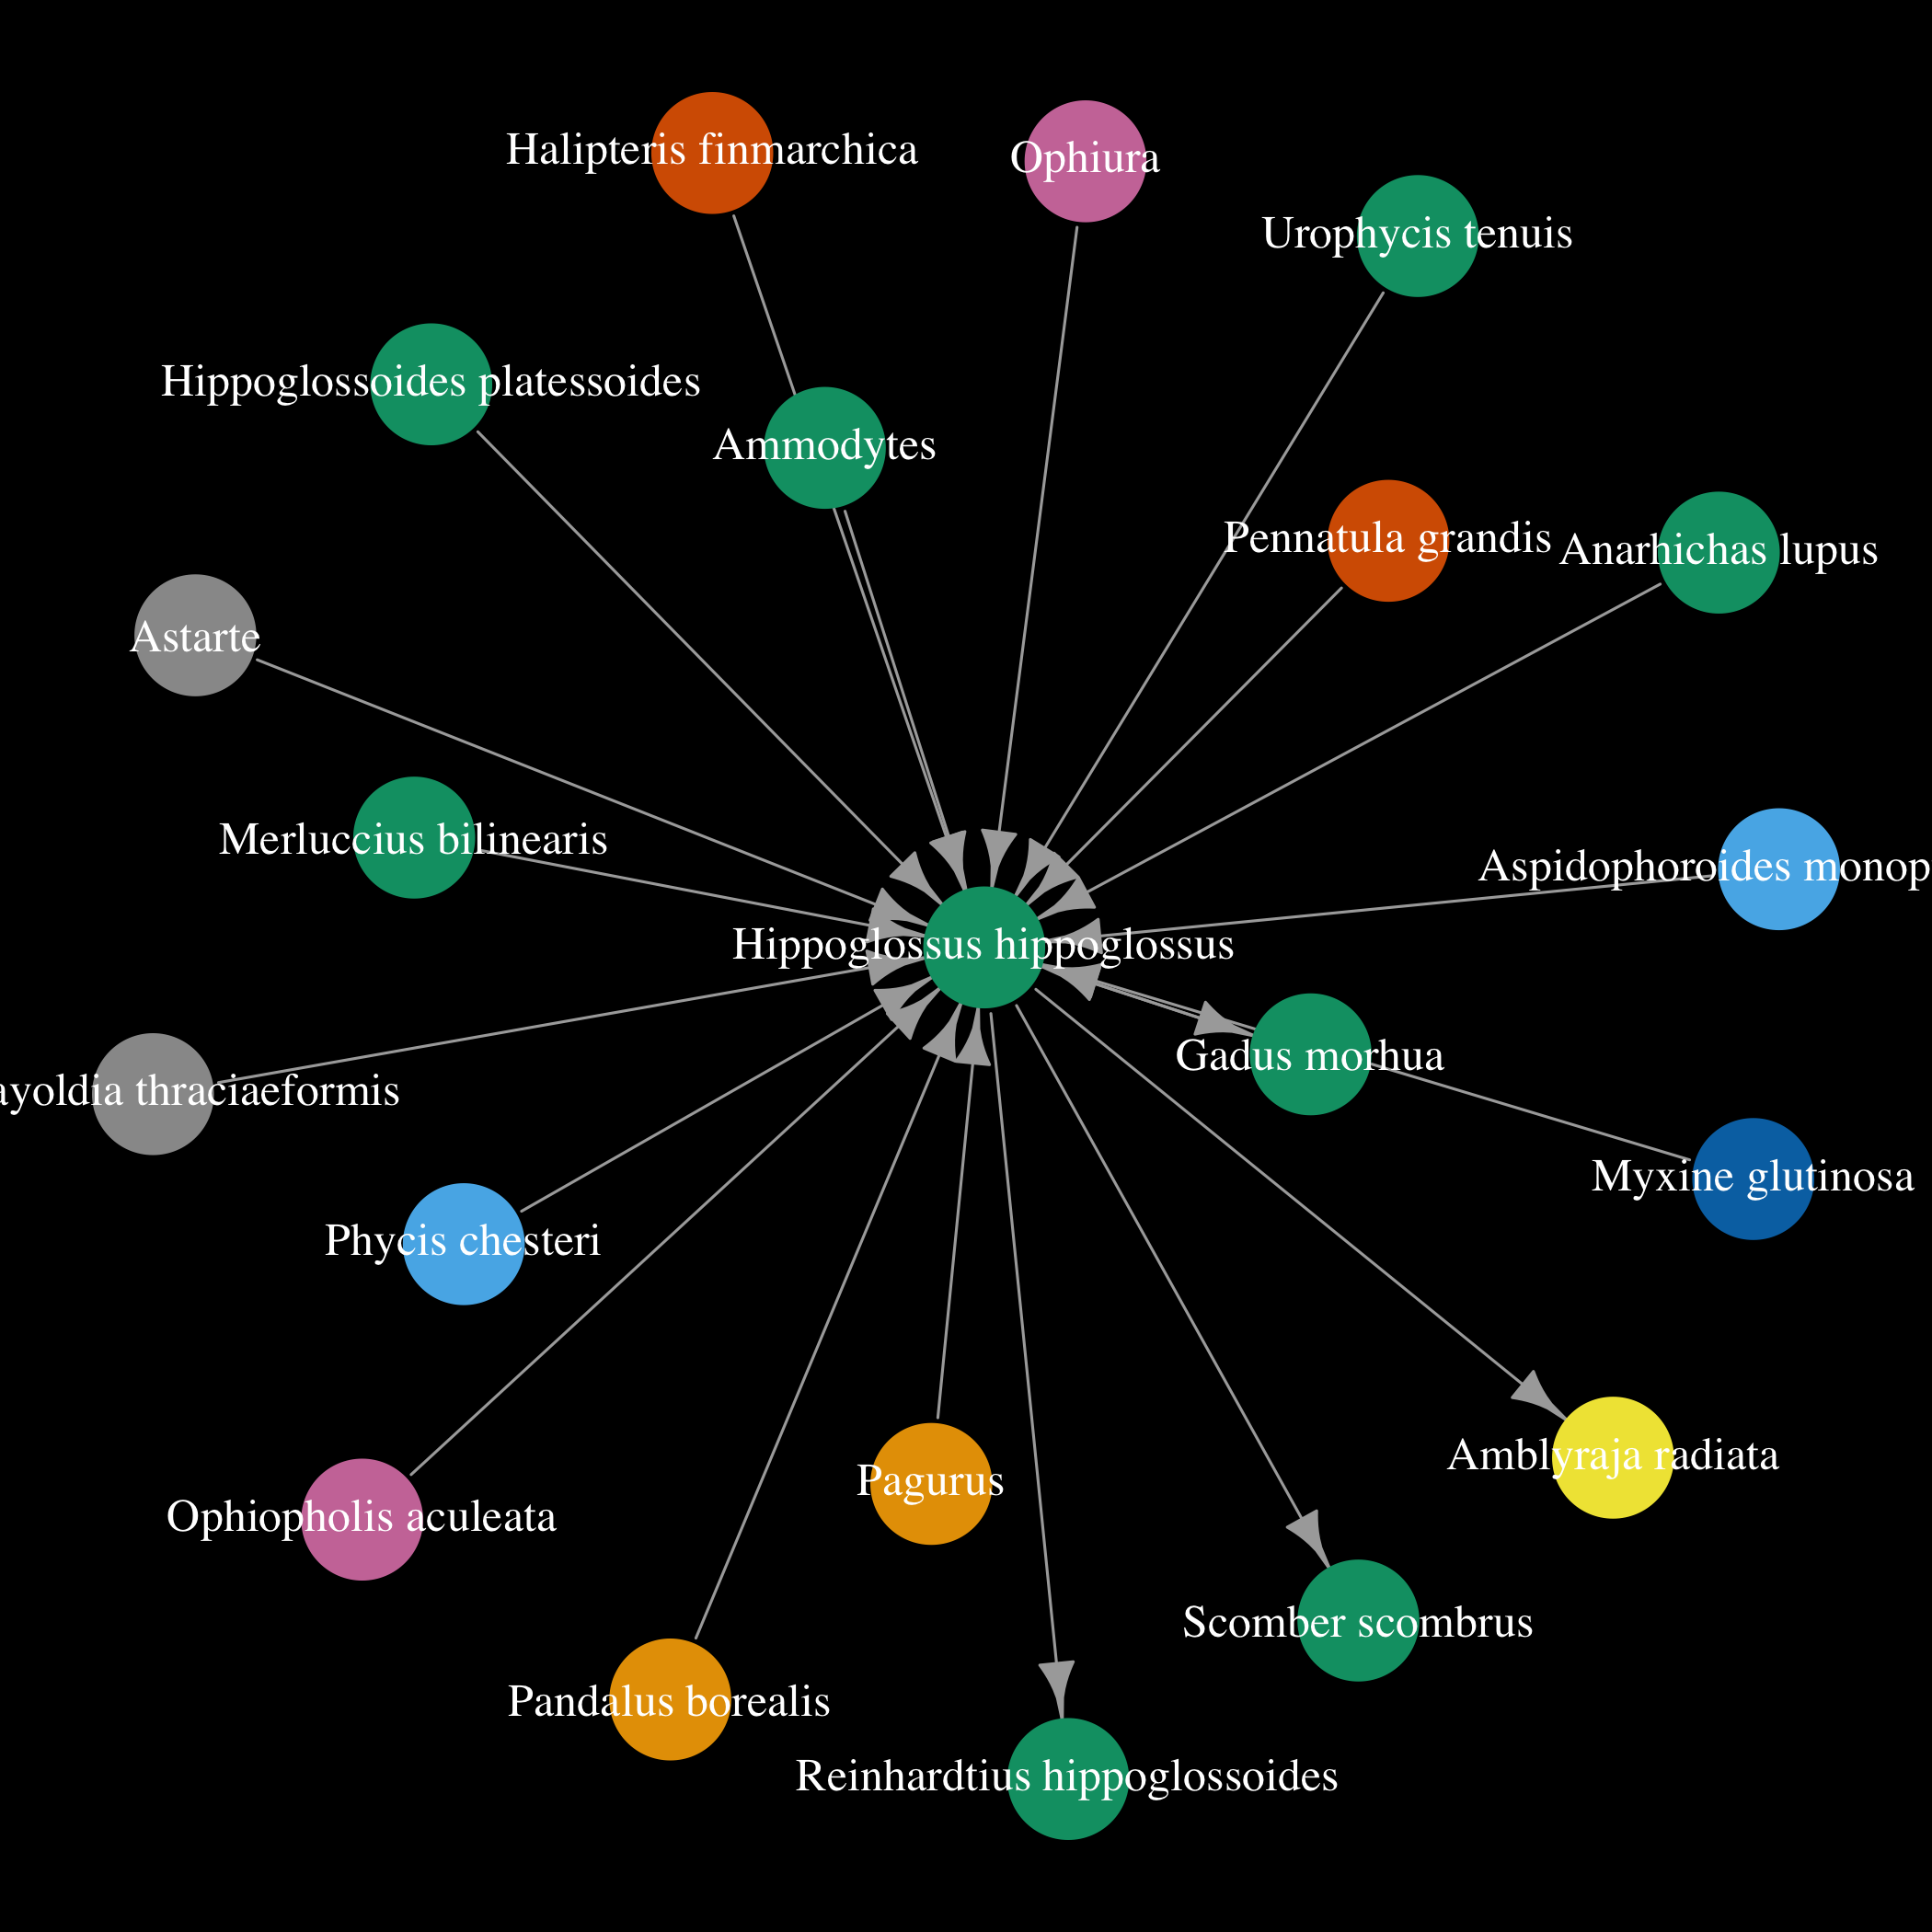 Halipteris finmarchica
Ophiura
Urophycis tenuis
Hippoglossoides platessoides
Ammodytes
Pennatula grandis
Anarhichas lupus
Astarte
Merluccius bilinearis
Aspidophoroides monop
Hippoglossus hippoglossus
Gadus morhua
ayoldia thraciaeformis
Myxine glutinosa
Phycis chesteri
Amblyraja radiata
Pagurus
Ophiopholis aculeata
Scomber scombrus
Pandalus borealis
Reinhardtius hippoglossoides